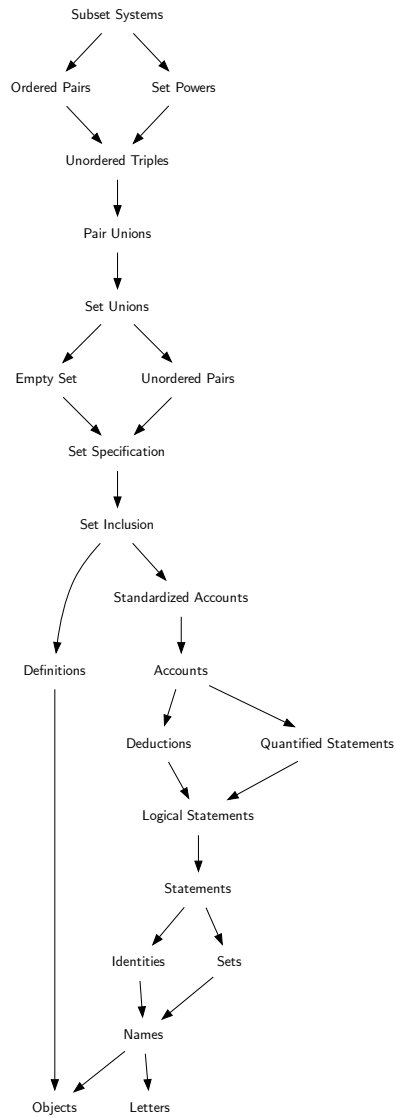 Subset Systems
Ordered Pairs
Set Powers
Unordered Triples
Pair Unions
Set Unions
Empty Set
Unordered Pairs
Set Specification
Set Inclusion
Standardized Accounts
Definitions
Accounts
Deductions
Quantified Statements
Logical Statements
Statements
Identities
Sets
Names
Objects
Letters